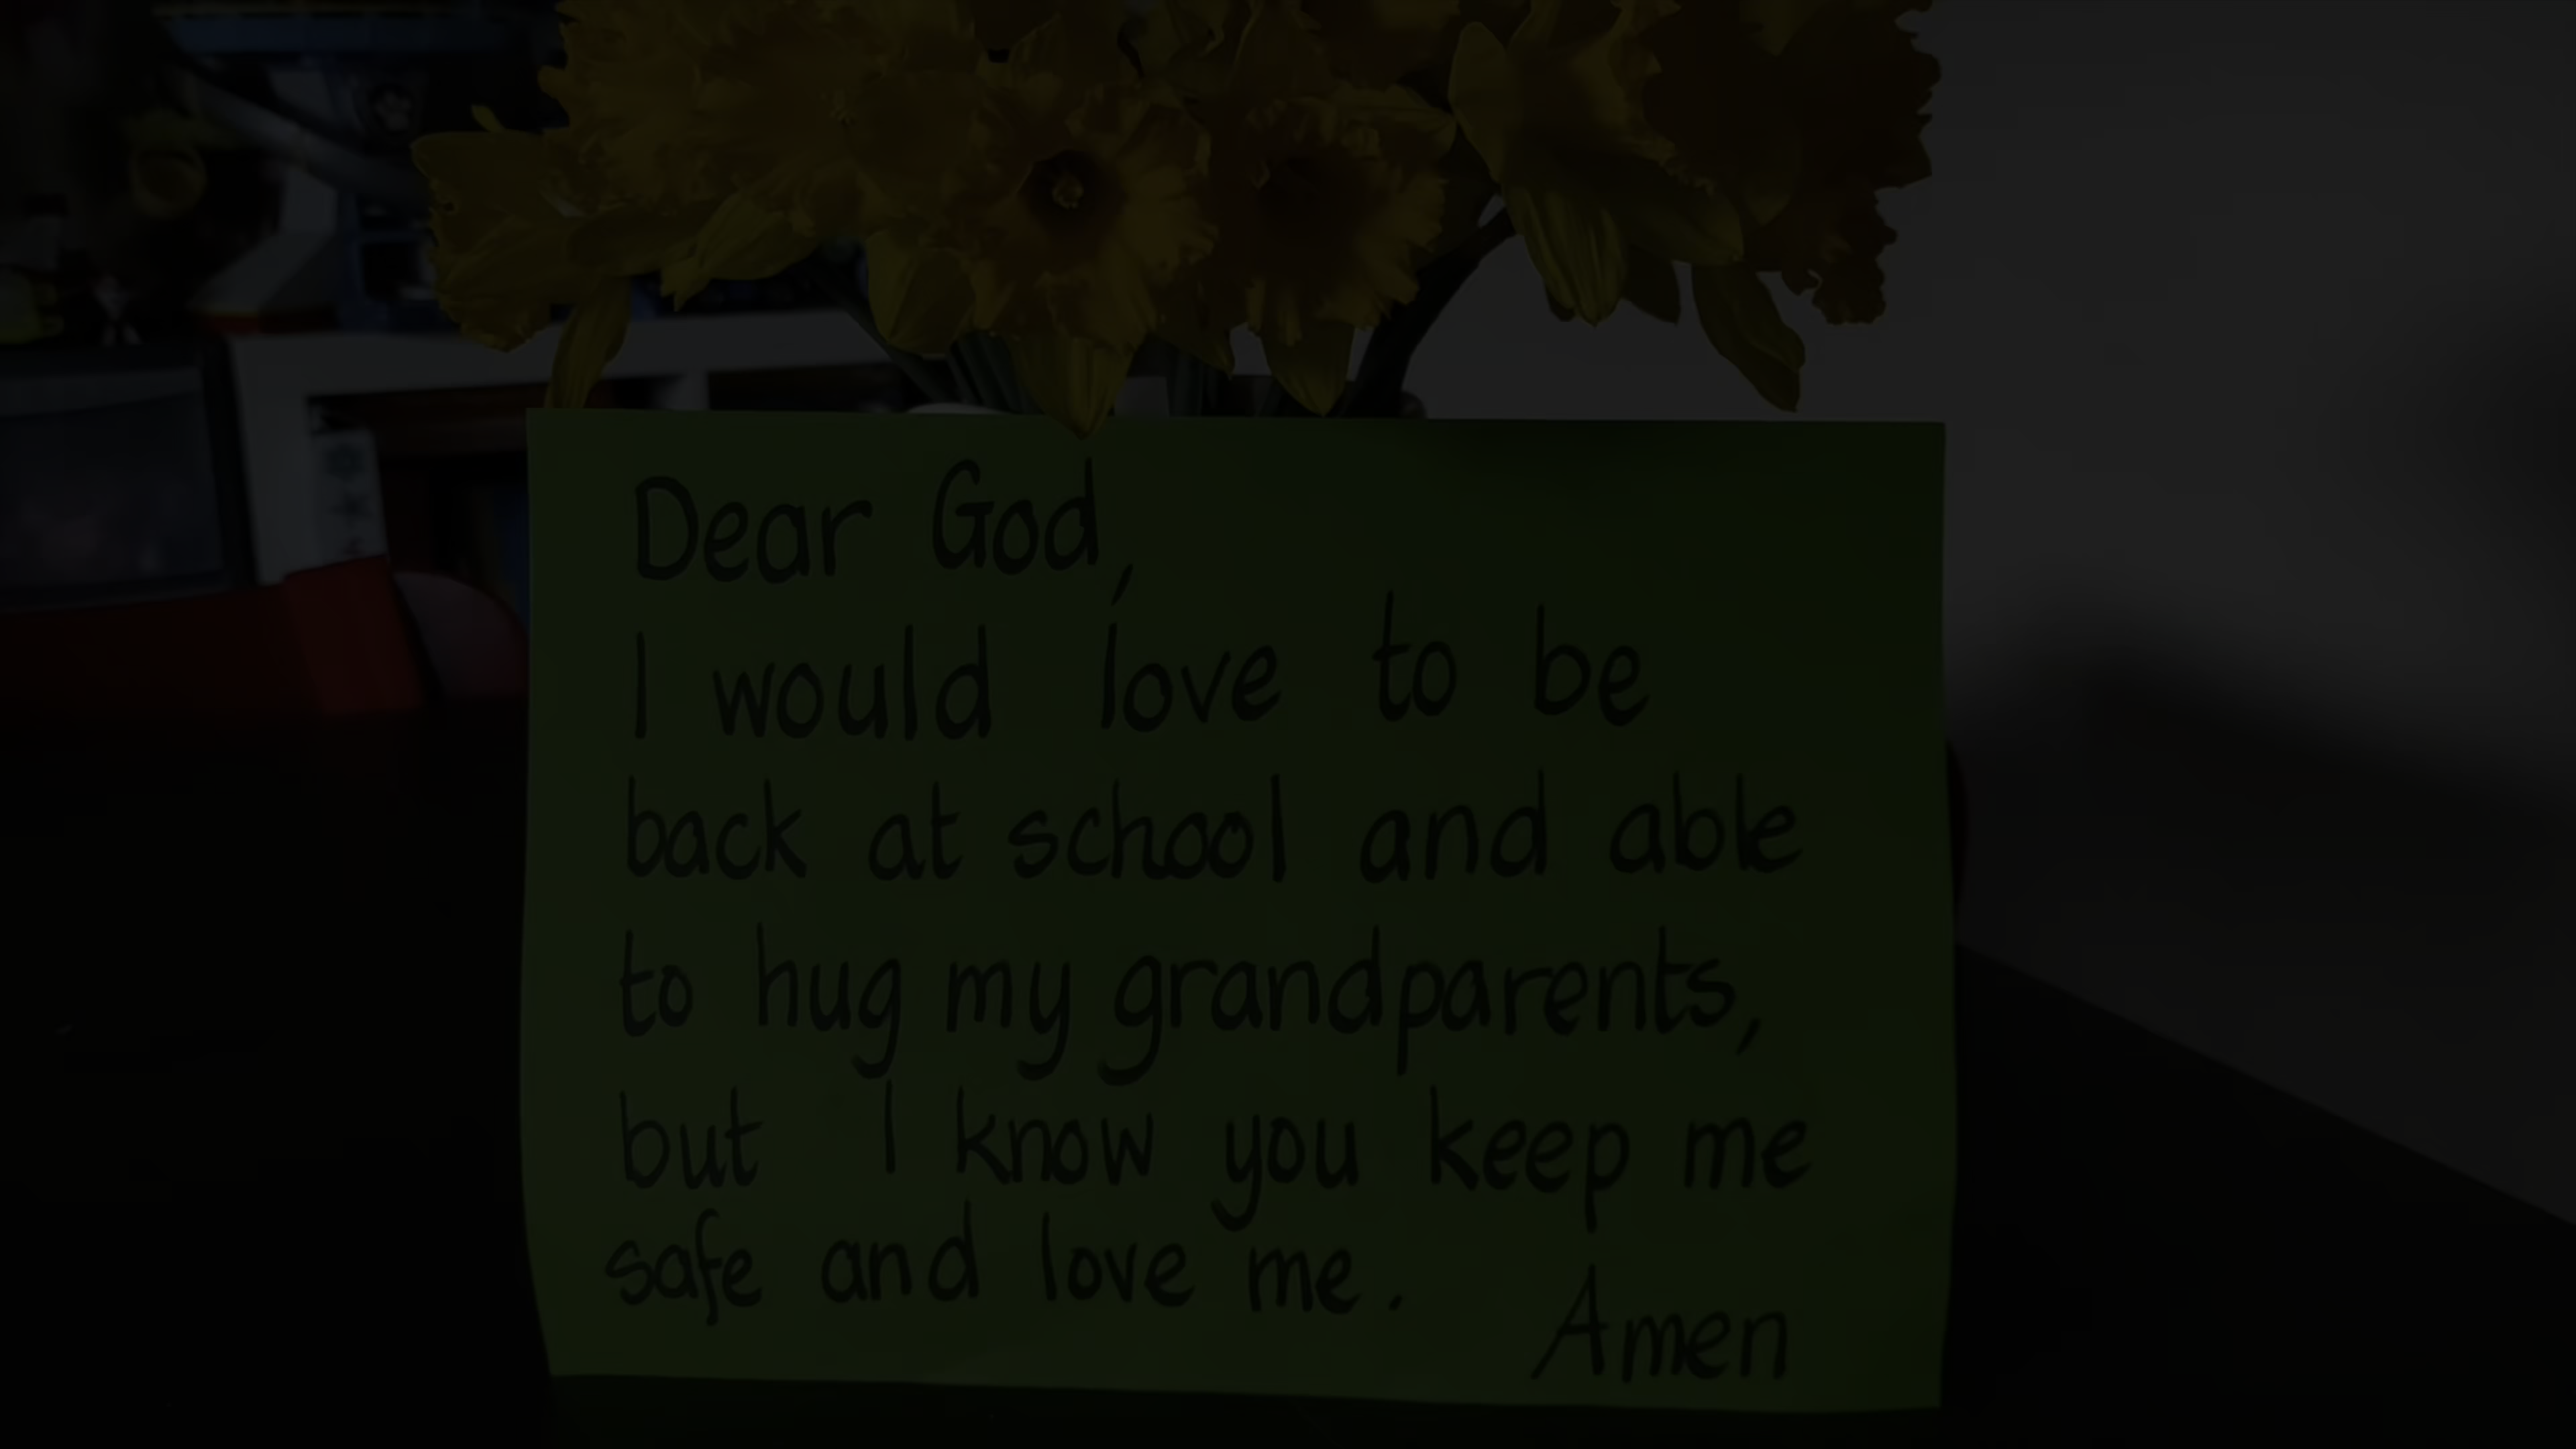 Dear God,
I would love to be
back at school and able
to hug my grandparents,
but I know you keep me
safe and love me.
Amen